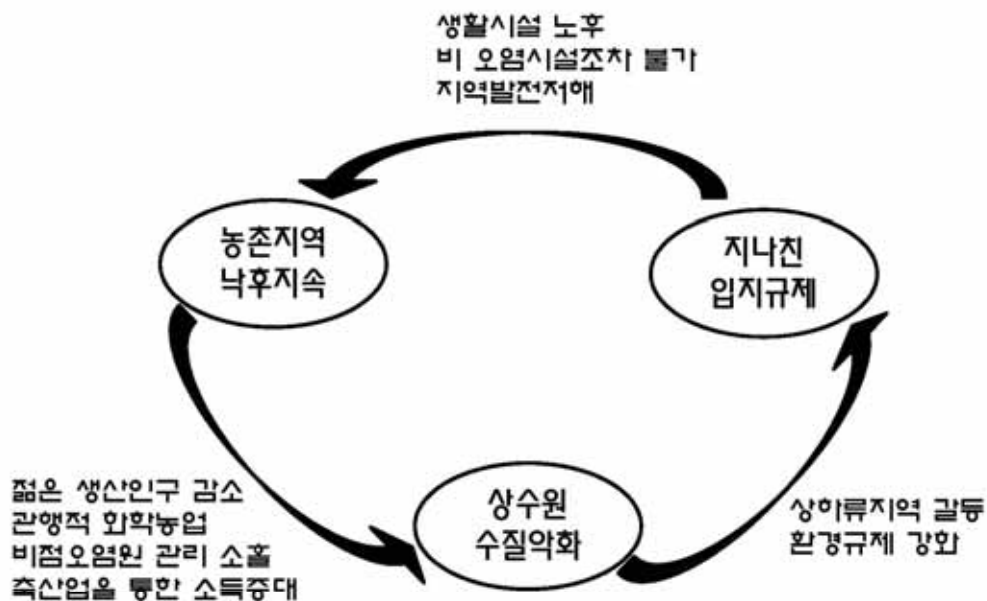 생활시설 노후
비 오염시설조차 불가
지역발전저해
농촌지역
낙후지속
지나친
입지규제
젊은 생산인구 감소
관행적 화학농업
비점오염원 관리 소홀
축산업을 통한 소득증대
상수원
수질악화
상하류지역 갈등
환경규제 강화